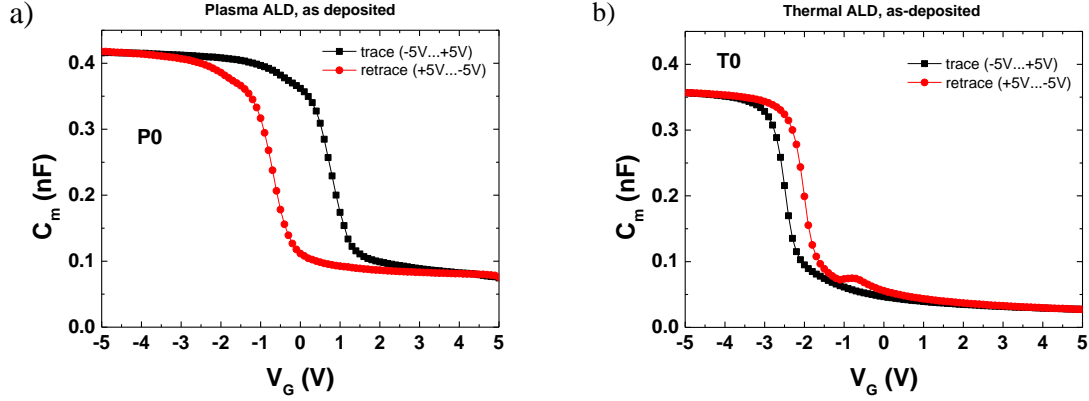 a)
Plasma ALD, as deposited
trace (-5V...+5V)
retrace (+5V...-5V)
P0
0.4
0.3
0.2
0.1
0.0
C_m (nF)
-5 -4 -3 -2 -1 0 1 2 3 4 5
V_G (V)
b)
Thermal ALD, as-deposited
trace (-5V...+5V)
retrace (+5V...-5V)
T0
0.4
0.3
0.2
0.1
0.0
C_m (nF)
-5 -4 -3 -2 -1 0 1 2 3 4 5
V_G (V)